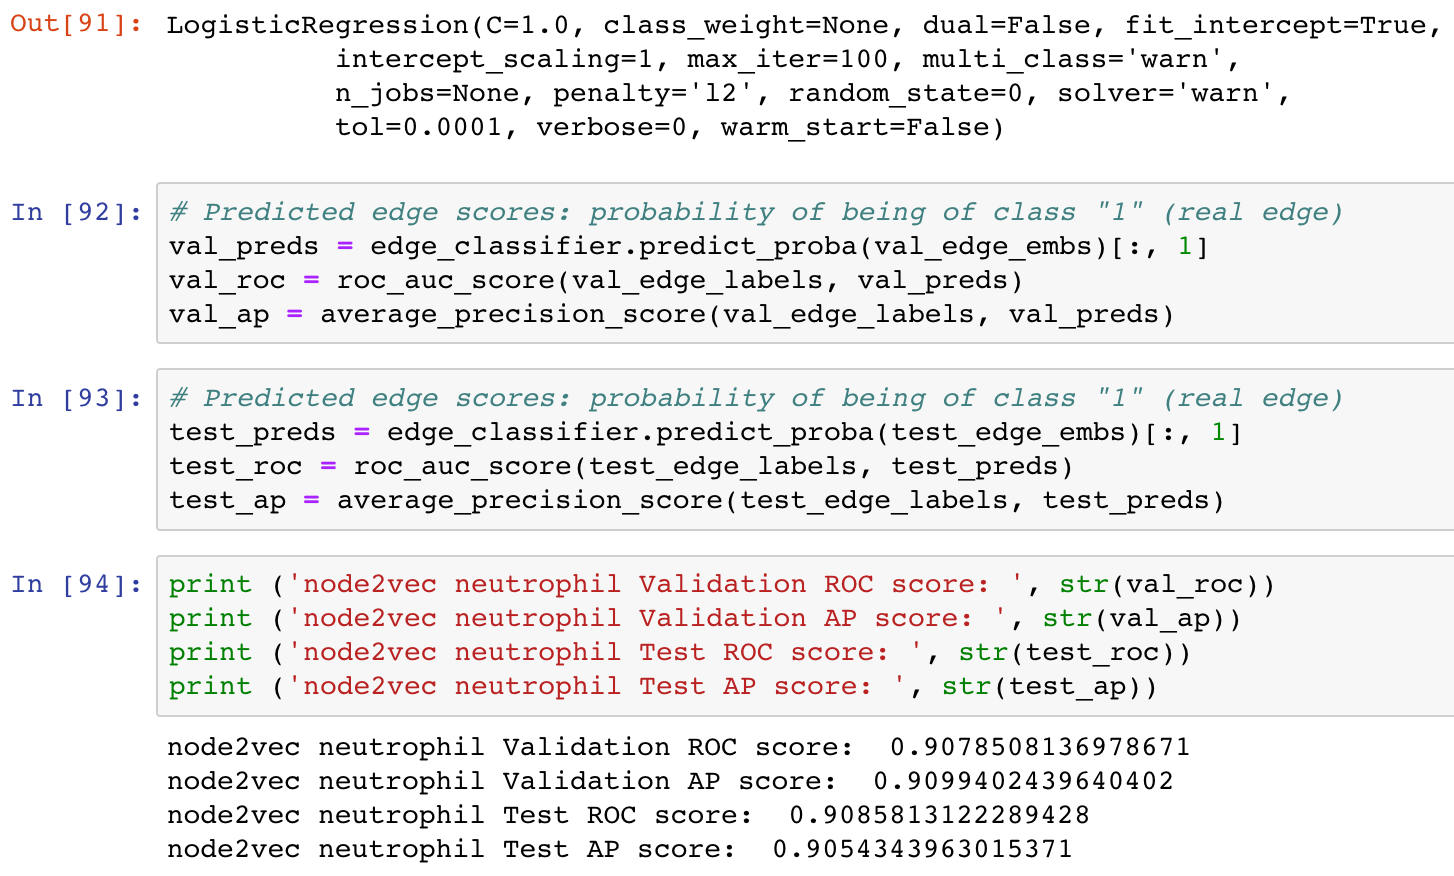 Out[91]: LogisticRegression(C=1.0, class_weight=None, dual=False, fit_intercept=True,
intercept_scaling=1, max_iter=100, multi_class='warn',
n_jobs=None, penalty='l2', random_state=0, solver='warn',
tol=0.0001, verbose=0, warm_start=False)
In [92]: # Predicted edge scores: probability of being of class "1" (real edge)
val_preds = edge_classifier.predict_proba(val_edge_embs)[:, 1]
val_roc = roc_auc_score(val_edge_labels, val_preds)
val_ap = average_precision_score(val_edge_labels, val_preds)
In [93]: # Predicted edge scores: probability of being of class "1" (real edge)
test_preds = edge_classifier.predict_proba(test_edge_embs)[:, 1]
test_roc = roc_auc_score(test_edge_labels, test_preds)
test_ap = average_precision_score(test_edge_labels, test_preds)
In [94]: print ('node2vec neutrophil Validation ROC score: ', str(val_roc))
print ('node2vec neutrophil Validation AP score: ', str(val_ap))
print ('node2vec neutrophil Test ROC score: ', str(test_roc))
print ('node2vec neutrophil Test AP score: ', str(test_ap))
node2vec neutrophil Validation ROC score:  0.9078508136978671
node2vec neutrophil Validation AP score:  0.9099402439640402
node2vec neutrophil Test ROC score:  0.9085813122289428
node2vec neutrophil Test AP score:  0.9054343963015371